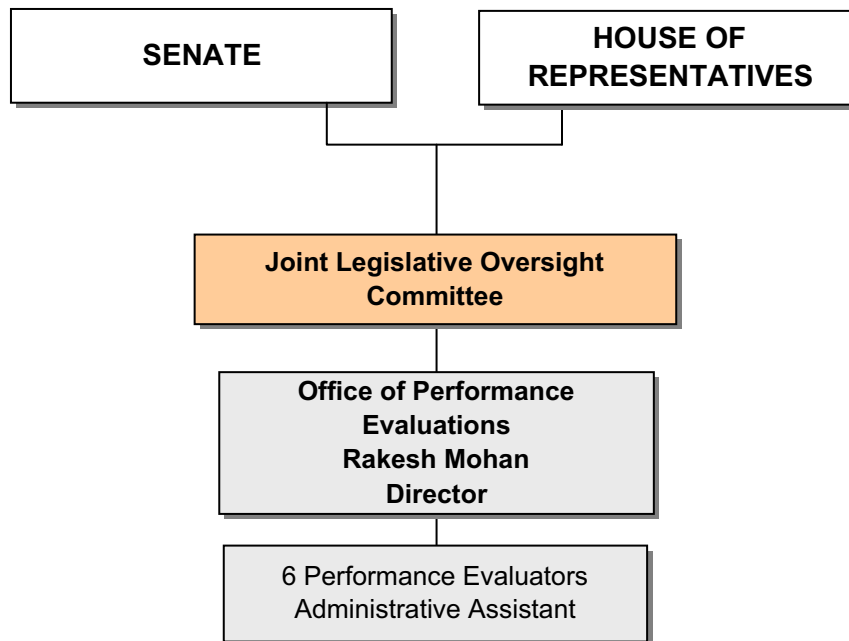 SENATE
HOUSE OF
REPRESENTATIVES
Joint Legislative Oversight
Committee
Office of Performance
Evaluations
Rakesh Mohan
Director
6 Performance Evaluators
Administrative Assistant